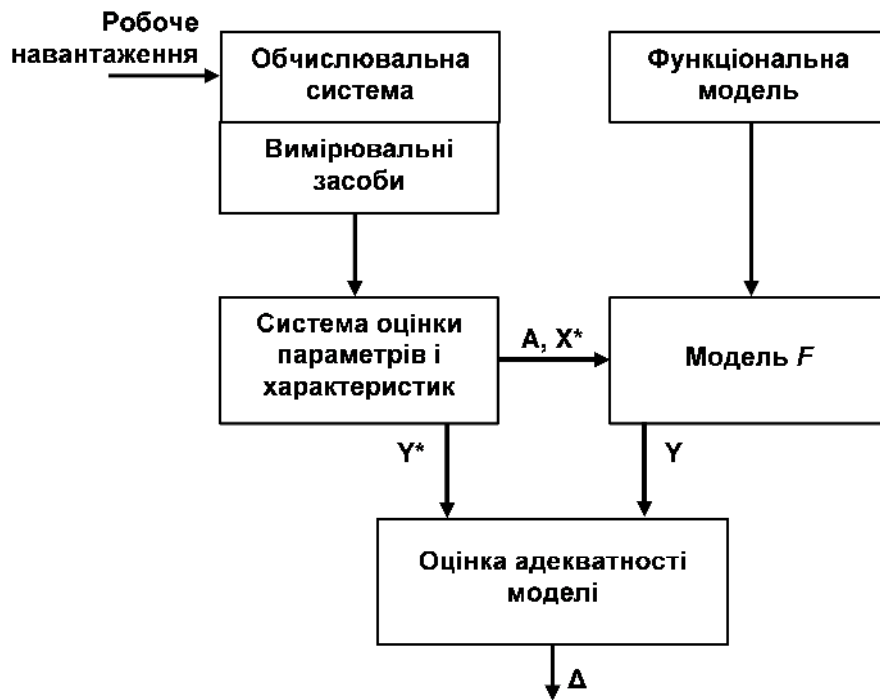 Робоче
навантаження
Обчислювальна
система
Функціональна
модель
Вимірювальні
засоби
Система оцінки
параметрів і
характеристик
A, X*
Модель F
Y*
Y
Оцінка адекватності
моделі
Δ